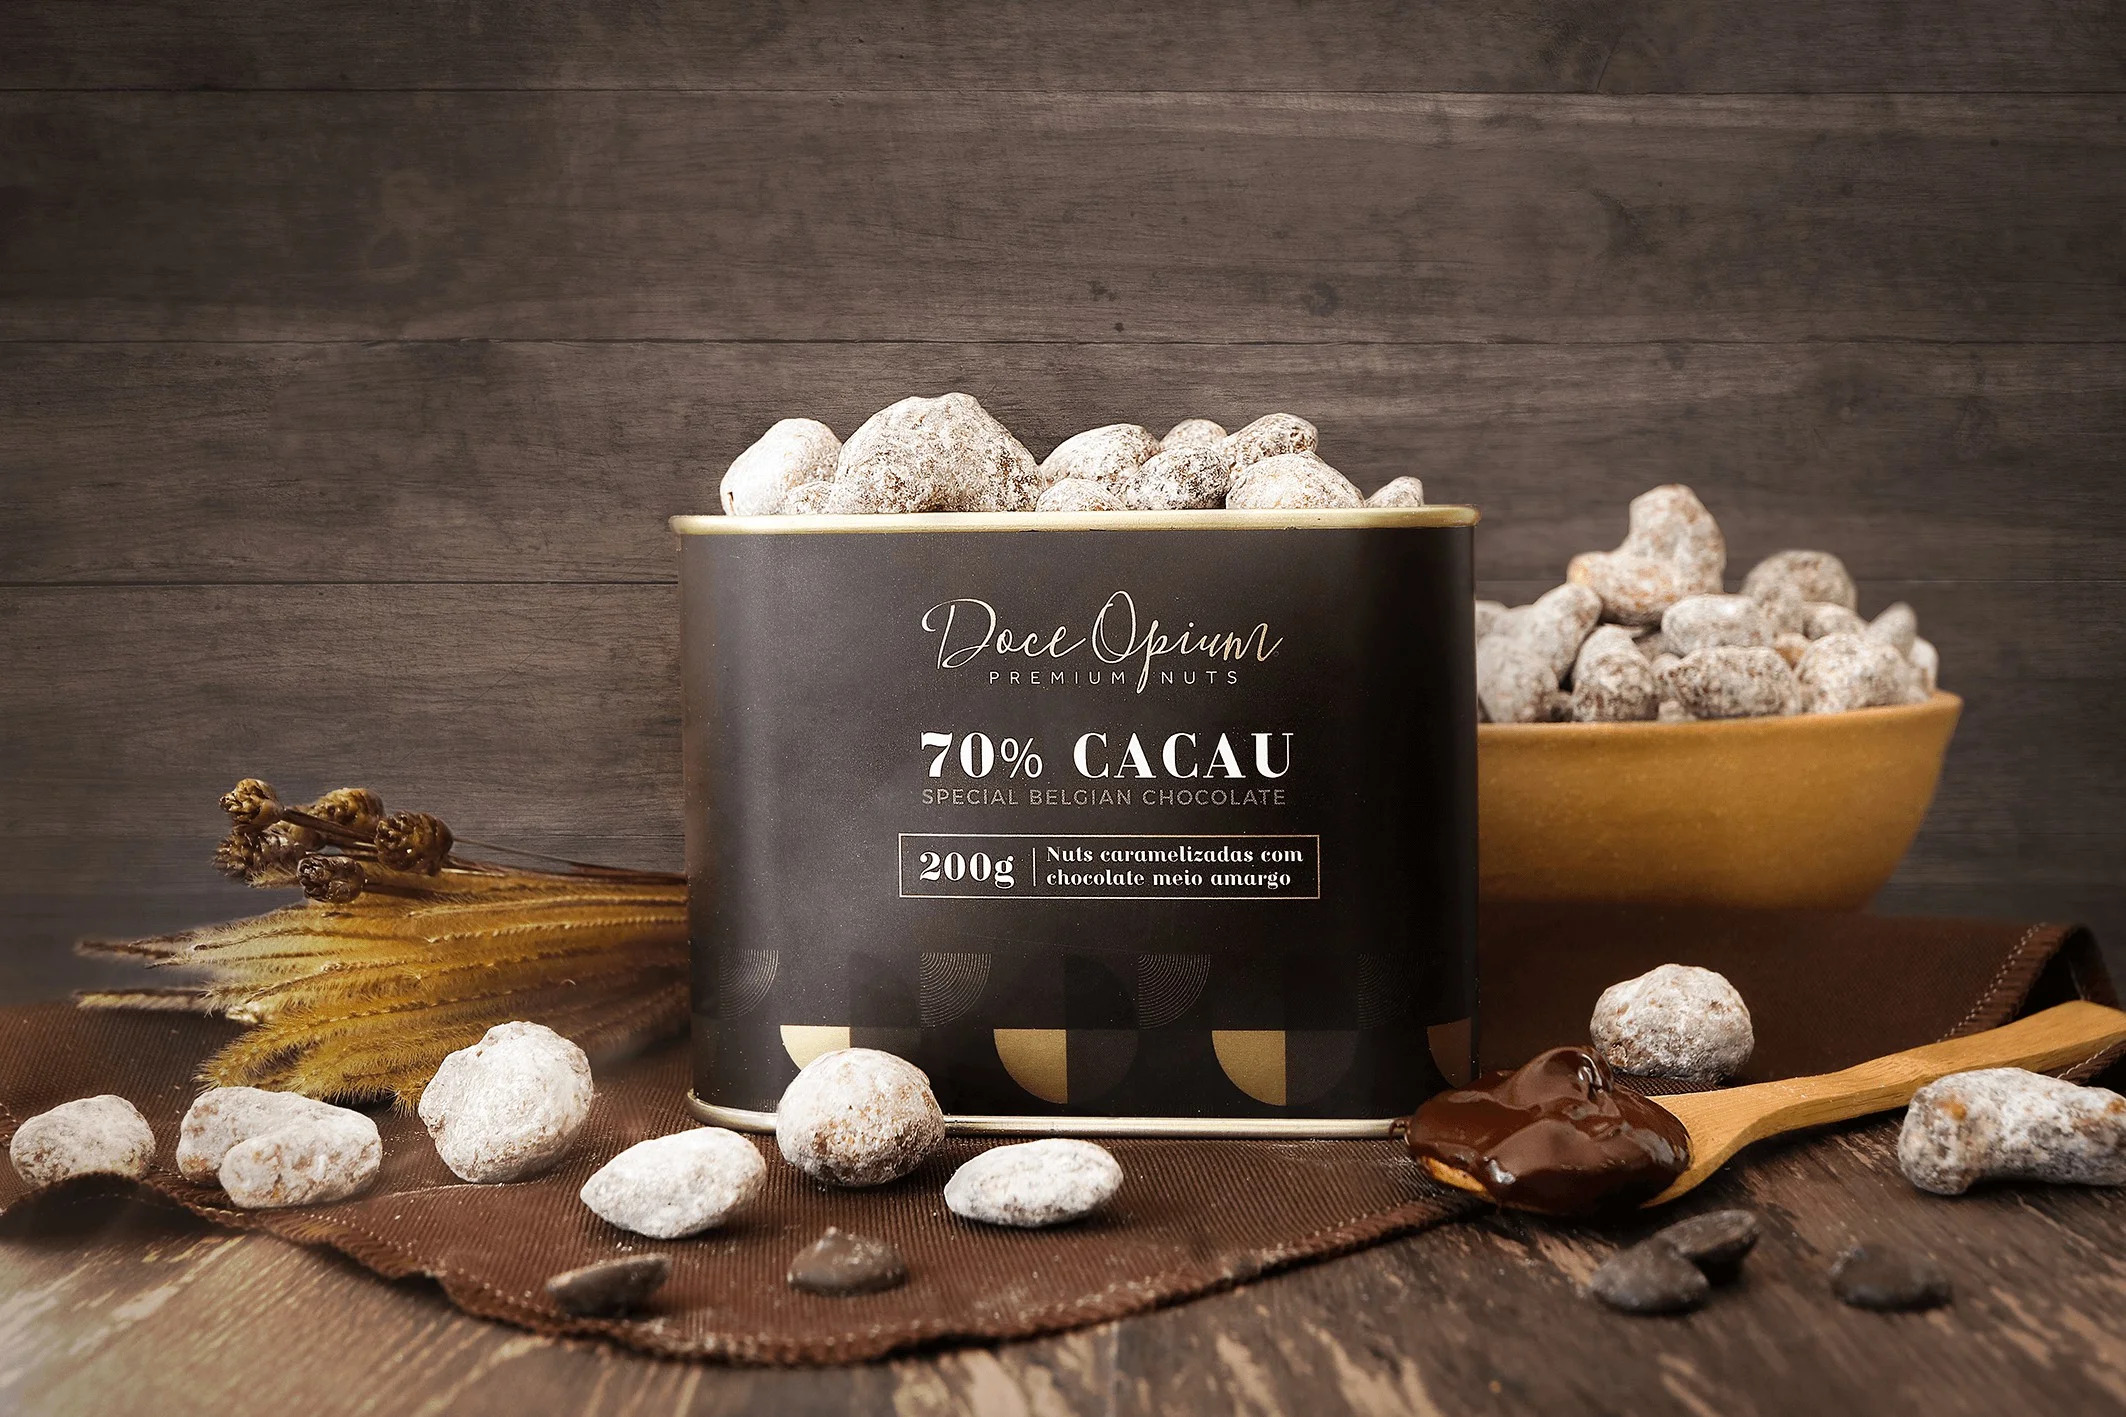 Doce Opium
PREMIUM NUTS
70% CACAU
SPECIAL BELGIAN CHOCOLATE
200g
Nuts caramelizadas com
chocolate meio amargo